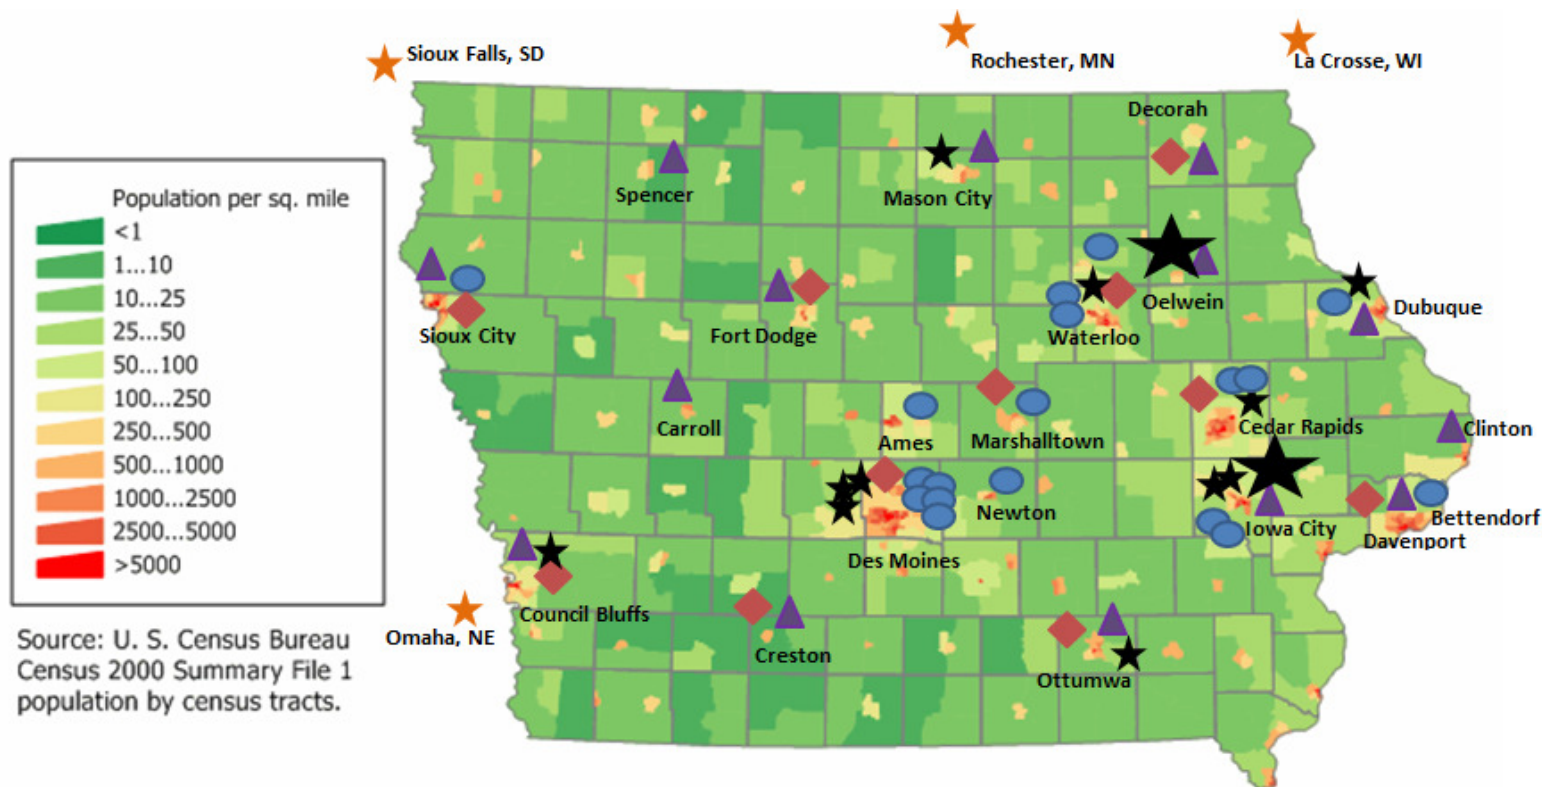 Sioux Falls, SD
Rochester, MN
La Crosse, WI
Decorah
Population per sq. mile
<1
1...10
10...25
25...50
50...100
100...250
250...500
500...1000
1000...2500
2500...5000
>5000
Spencer
Mason City
Oelwein
Dubuque
Sioux City
Fort Dodge
Waterloo
Carroll
Ames
Marshalltown
Cedar Rapids
Clinton
Newton
Iowa City
Bettendorf
Davenport
Des Moines
Council Bluffs
Omaha, NE
Creston
Ottumwa
Source: U. S. Census Bureau
Census 2000 Summary File 1
population by census tracts.